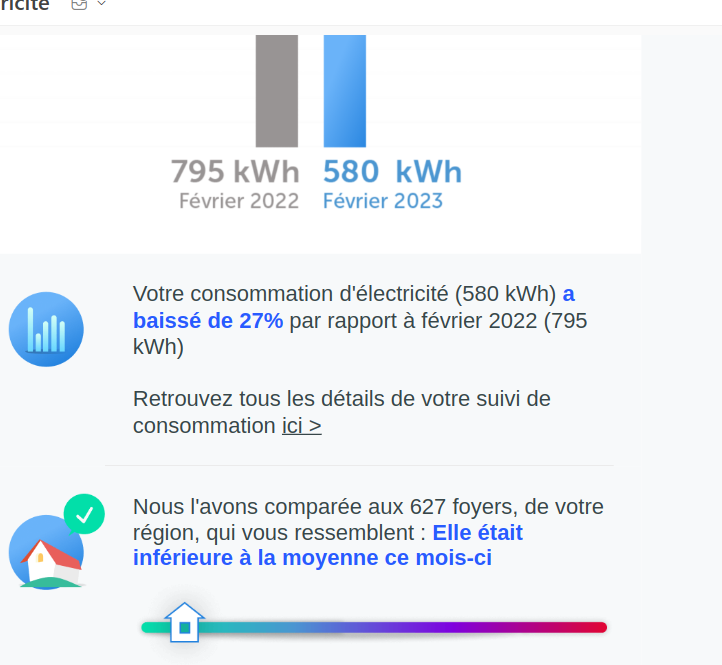 ricité
795 kWh 580 kWh
Février 2022 Février 2023
Votre consommation d'électricité (580 kWh) a
baissé de 27% par rapport à février 2022 (795
kWh)
Retrouvez tous les détails de votre suivi de
consommation ici >
Nous l'avons comparée aux 627 foyers, de votre
région, qui vous ressemblent : Elle était
inférieure à la moyenne ce mois-ci